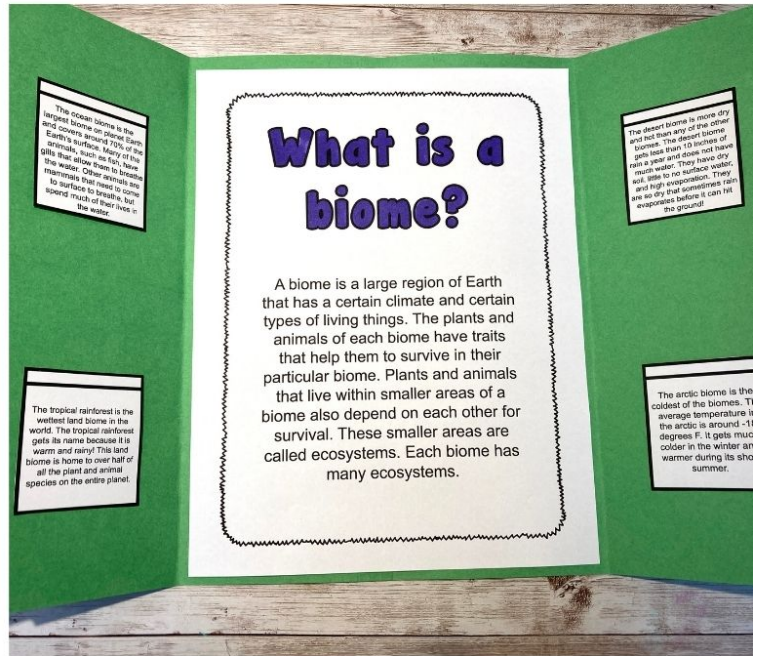 The ocean biome is the
largest biome on planet Earth
and covers around 70% of the
Earth's surface. Many of the
animals, such as fish, have
gills that allow them to breathe
the water. Other animals are
mammals that need to come
to surface to breathe, but
spend much of their lives in
the water.
The tropical rainforest is the
wettest land biome in the
world. The tropical rainforest
gets its name because it is
warm and rainy! This land
biome is home to over half of
all the plant and animal
species on the entire planet.
What is a
biome?
A biome is a large region of Earth
that has a certain climate and certain
types of living things. The plants and
animals of each biome have traits
that help them to survive in their
particular biome. Plants and animals
that live within smaller areas of a
biome also depend on each other for
survival. These smaller areas are
called ecosystems. Each biome has
many ecosystems.
The desert biome is more dry
and hot than any of the other
biomes. The desert biome
gets less than 10 inches of
rain a year and does not have
much water. They have dry
soil, little to no surface water,
and high evaporation. They
are so dry that sometimes rain
evaporates before it can hit
the ground!
The arctic biome is the
coldest of the biomes.
average temperature
the arctic is around
degrees F. It gets
colder in the winter
warmer during its
summer.